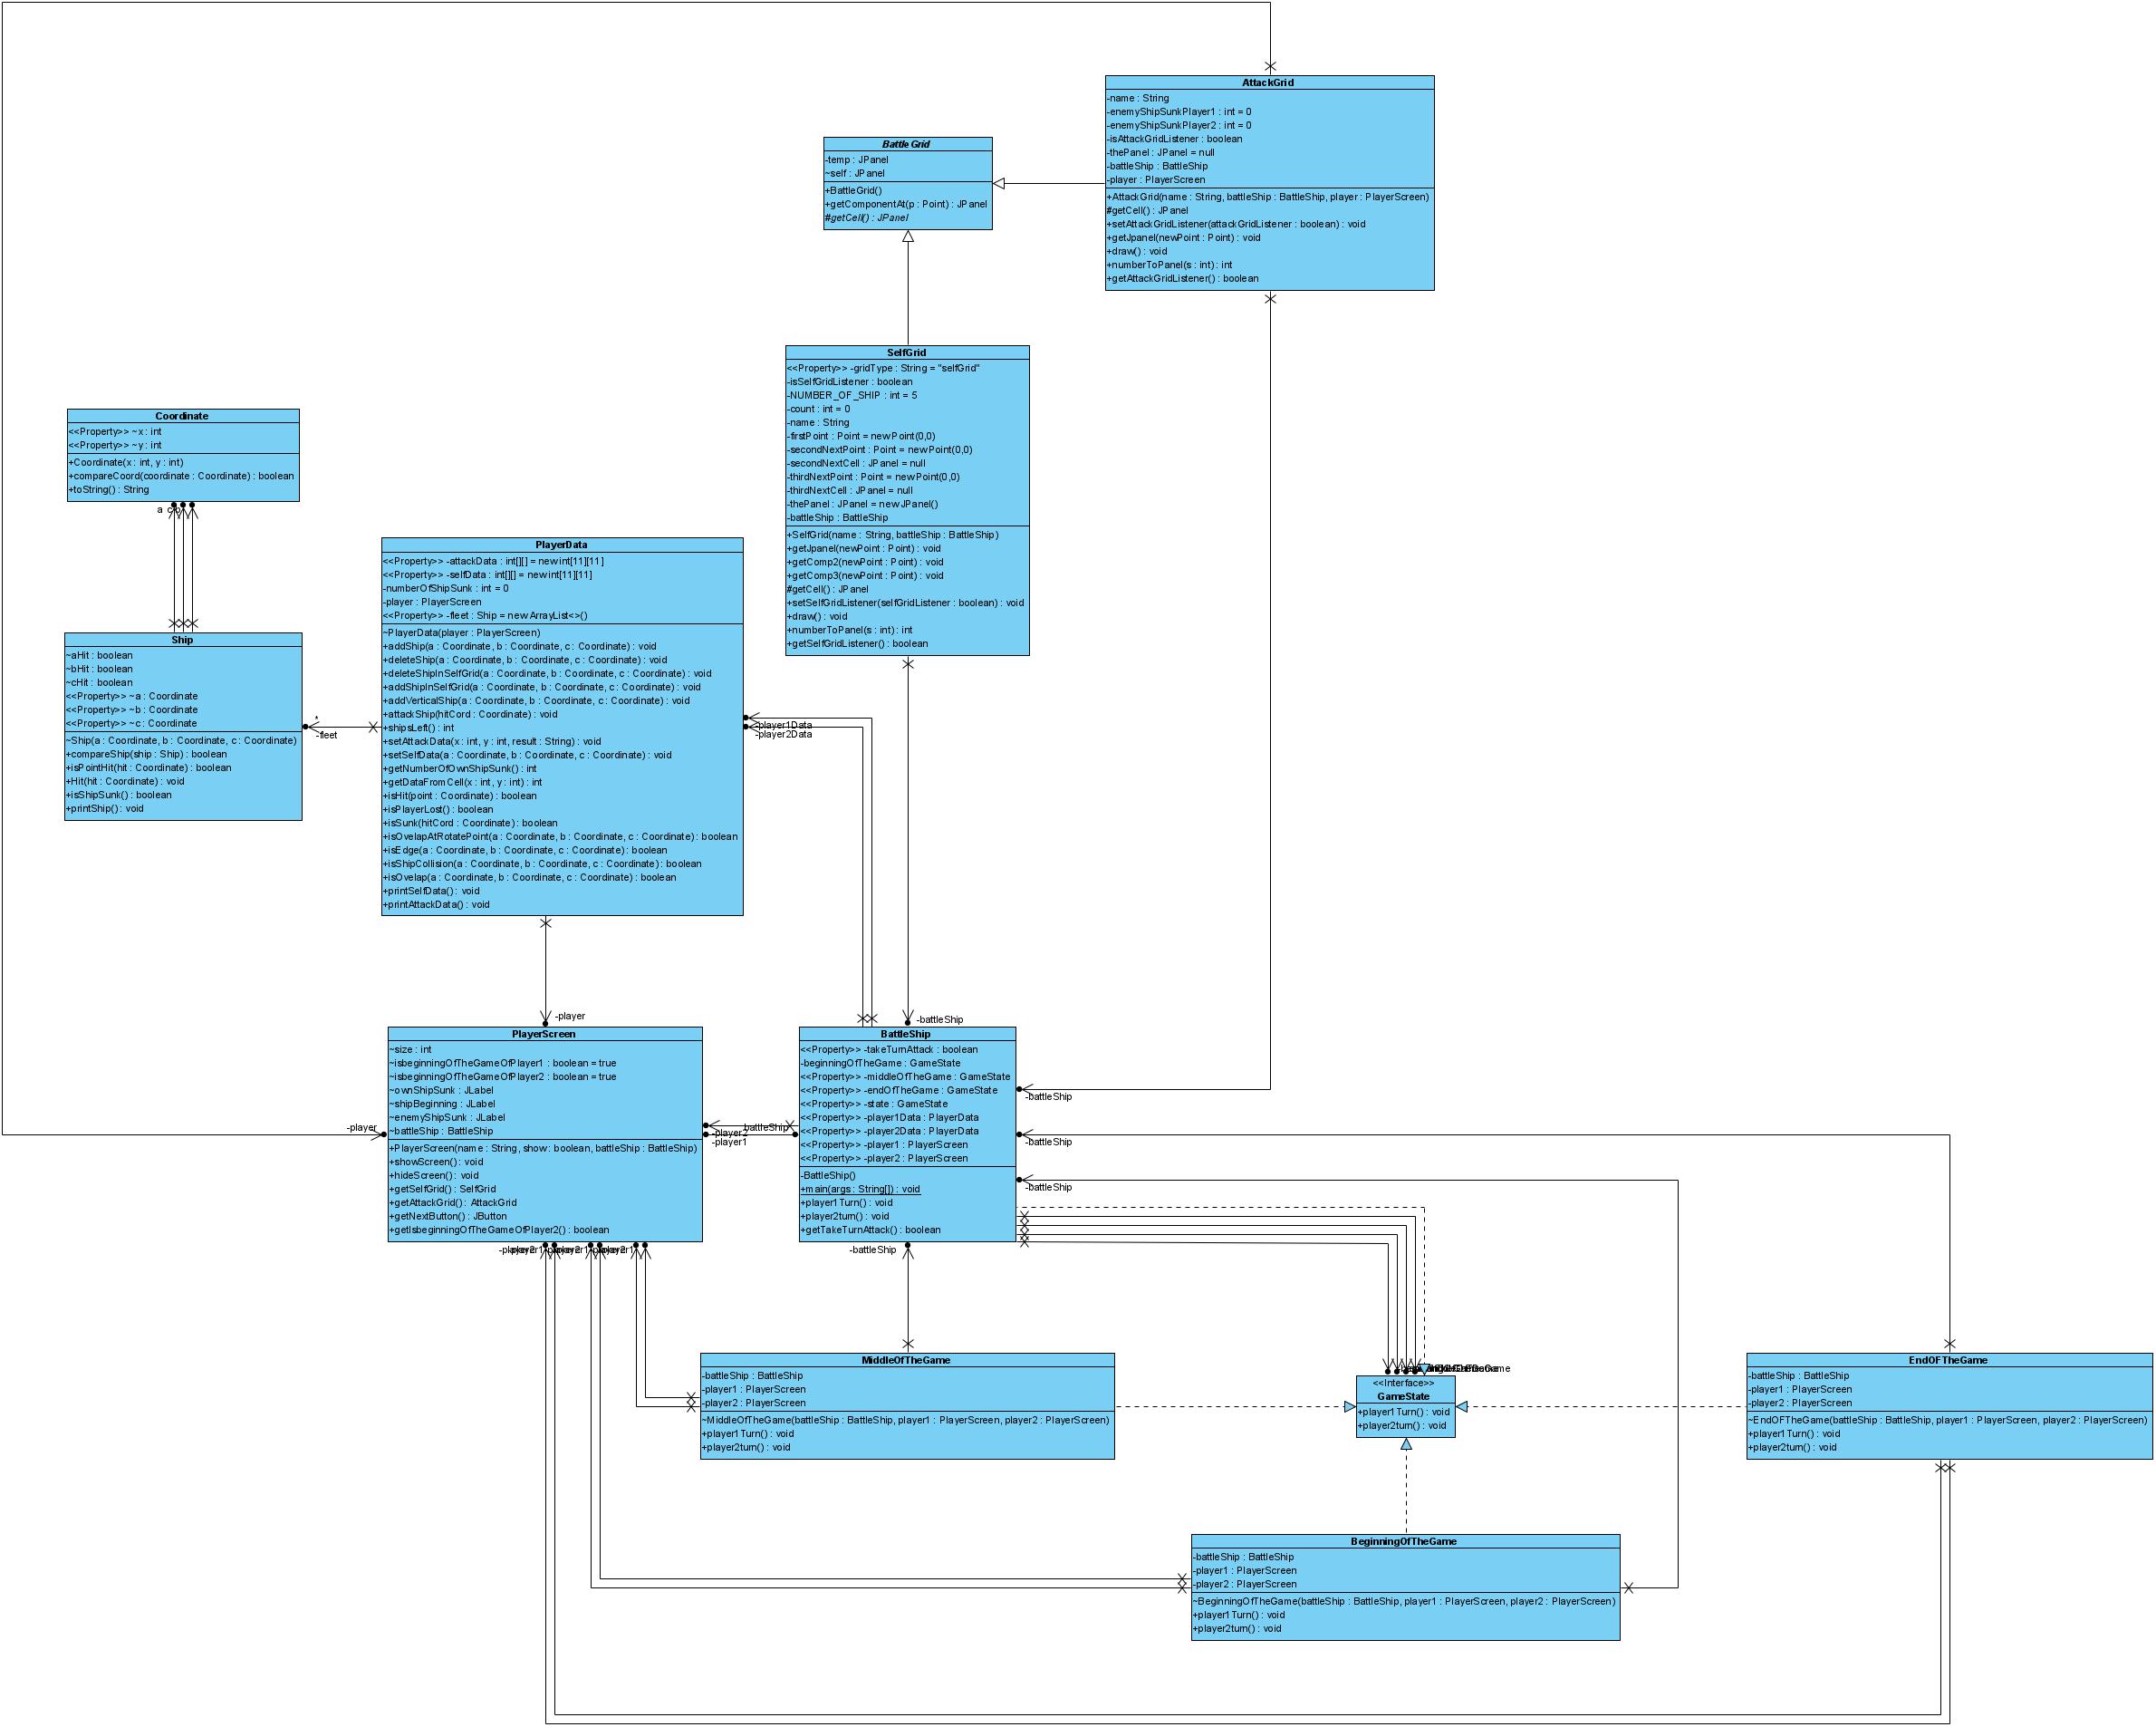 AttackGrid
-name : String
-enemyShipSunkPlayer1 : int = 0
-enemyShipSunkPlayer2 : int = 0
-isAttackGridListener : boolean
-thePanel : JPanel = null
-battleShip : BattleShip
-player : PlayerScreen
+AttackGrid(name : String, battleShip : BattleShip, player : PlayerScreen)
#getCell() : JPanel
+setAttackGridListener(attackGridListener : boolean) : void
+getJpanel(newPoint : Point) : void
+draw() : void
+numberToPanel(s : int) : int
+getAttackGridListener() : boolean
BattleGrid
-temp : JPanel
~self : JPanel
+BattleGrid()
+getComponentAt(p : Point) : JPanel
#getCell() : JPanel
SelfGrid
<<Property>> -gridType : String = "selfGrid"
-isSelfGridListener : boolean
-NUMBER_OF_SHIP : int = 5
-count : int = 0
-name : String
-firstPoint : Point = new Point(0,0)
-secondNextPoint : Point = new Point(0,0)
-secondNextCell : JPanel = null
-thirdNextPoint : Point = new Point(0,0)
-thirdNextCell : JPanel = null
-thePanel : JPanel = new JPanel()
-battleShip : BattleShip
+SelfGrid(name : String, battleShip : BattleShip)
+getJpanel(newPoint : Point) : void
+getComp2(newPoint : Point) : void
+getComp3(newPoint : Point) : void
#getCell() : JPanel
+setSelfGridListener(selfGridListener : boolean) : void
+draw() : void
+numberToPanel(s : int) : int
+getSelfGridListener() : boolean
Coordinate
<<Property>> ~x : int
<<Property>> ~y : int
+Coordinate(x : int, y : int)
+compareCoord(coordinate : Coordinate) : boolean
+toString() : String
a
Ship
~aHit : boolean
~bHit : boolean
~cHit : boolean
<<Property>> ~a : Coordinate
<<Property>> ~b : Coordinate
<<Property>> ~c : Coordinate
~Ship(a : Coordinate, b : Coordinate, c : Coordinate)
+compareShip(ship : Ship) : boolean
+isPointHit(hit : Coordinate) : boolean
+Hit(hit : Coordinate) : void
+isShipSunk() : boolean
+printShip() : void
*
-fleet
PlayerData
<<Property>> -attackData : int[][] = new int[11][11]
<<Property>> -selfData : int[][] = new int[11][11]
-numberOfShipSunk : int = 0
-player : PlayerScreen
<<Property>> -fleet : Ship = new ArrayList<>()
~PlayerData(player : PlayerScreen)
+addShip(a : Coordinate, b : Coordinate, c : Coordinate) : void
+deleteShip(a : Coordinate, b : Coordinate, c : Coordinate) : void
+deleteShipInSelfGrid(a : Coordinate, b : Coordinate, c : Coordinate) : void
+addShipInSelfGrid(a : Coordinate, b : Coordinate, c : Coordinate) : void
+addVerticalShip(a : Coordinate, b : Coordinate, c : Coordinate) : void
+attackShip(hitCord : Coordinate) : void
+shipsLeft() : int
+setAttackData(x : int, y : int, result : String) : void
+setSelfData(a : Coordinate, b : Coordinate, c : Coordinate) : void
+getNumberOfOwnShipSunk() : int
+getDataFromCell(x : int, y : int) : int
+isHit(point : Coordinate) : boolean
+isPlayerLost() : boolean
+isSunk(hitCord : Coordinate) : boolean
+isOvelapAtRotatePoint(a : Coordinate, b : Coordinate, c : Coordinate) : boolean
+isEdge(a : Coordinate, b : Coordinate, c : Coordinate) : boolean
+isShipCollision(a : Coordinate, b : Coordinate, c : Coordinate) : boolean
+isOvelap(a : Coordinate, b : Coordinate, c : Coordinate) : boolean
+printSelfData() : void
+printAttackData() : void
-player1Data
-player2Data
-player
-battleShip
PlayerScreen
~size : int
~isbeginningOfTheGameOfPlayer1 : boolean = true
~isbeginningOfTheGameOfPlayer2 : boolean = true
~ownShipSunk : JLabel
~shipBeginning : JLabel
~enemyShipSunk : JLabel
~battleShip : BattleShip
+PlayerScreen(name : String, show : boolean, battleShip : BattleShip)
+showScreen() : void
+hideScreen() : void
+getSelfGrid() : SelfGrid
+getAttackGrid() : AttackGrid
+getNextButton() : JButton
+getIsbeginningOfTheGameOfPlayer2() : boolean
-player
battleShip
-player2
-player1
BattleShip
<<Property>> -takeTurnAttack : boolean
-beginningOfTheGame : GameState
<<Property>> -middleOfTheGame : GameState
<<Property>> -endOfTheGame : GameState
<<Property>> -state : GameState
<<Property>> -player1Data : PlayerData
<<Property>> -player2Data : PlayerData
<<Property>> -player1 : PlayerScreen
<<Property>> -player2 : PlayerScreen
-BattleShip()
+main(args : String[]) : void
+player1Turn() : void
+player2turn() : void
+getTakeTurnAttack() : boolean
-battleShip
-battleShip
-battleShip
-battleShip
MiddleOfTheGame
-battleShip : BattleShip
-player1 : PlayerScreen
-player2 : PlayerScreen
~MiddleOfTheGame(battleShip : BattleShip, player1 : PlayerScreen, player2 : PlayerScreen)
+player1Turn() : void
+player2turn() : void
<<Interface>>
GameState
+player1Turn() : void
+player2turn() : void
EndOFTheGame
-battleShip : BattleShip
-player1 : PlayerScreen
-player2 : PlayerScreen
~EndOFTheGame(battleShip : BattleShip, player1 : PlayerScreen, player2 : PlayerScreen)
+player1Turn() : void
+player2turn() : void
BeginningOfTheGame
-battleShip : BattleShip
-player1 : PlayerScreen
-player2 : PlayerScreen
~BeginningOfTheGame(battleShip : BattleShip, player1 : PlayerScreen, player2 : PlayerScreen)
+player1Turn() : void
+player2turn() : void